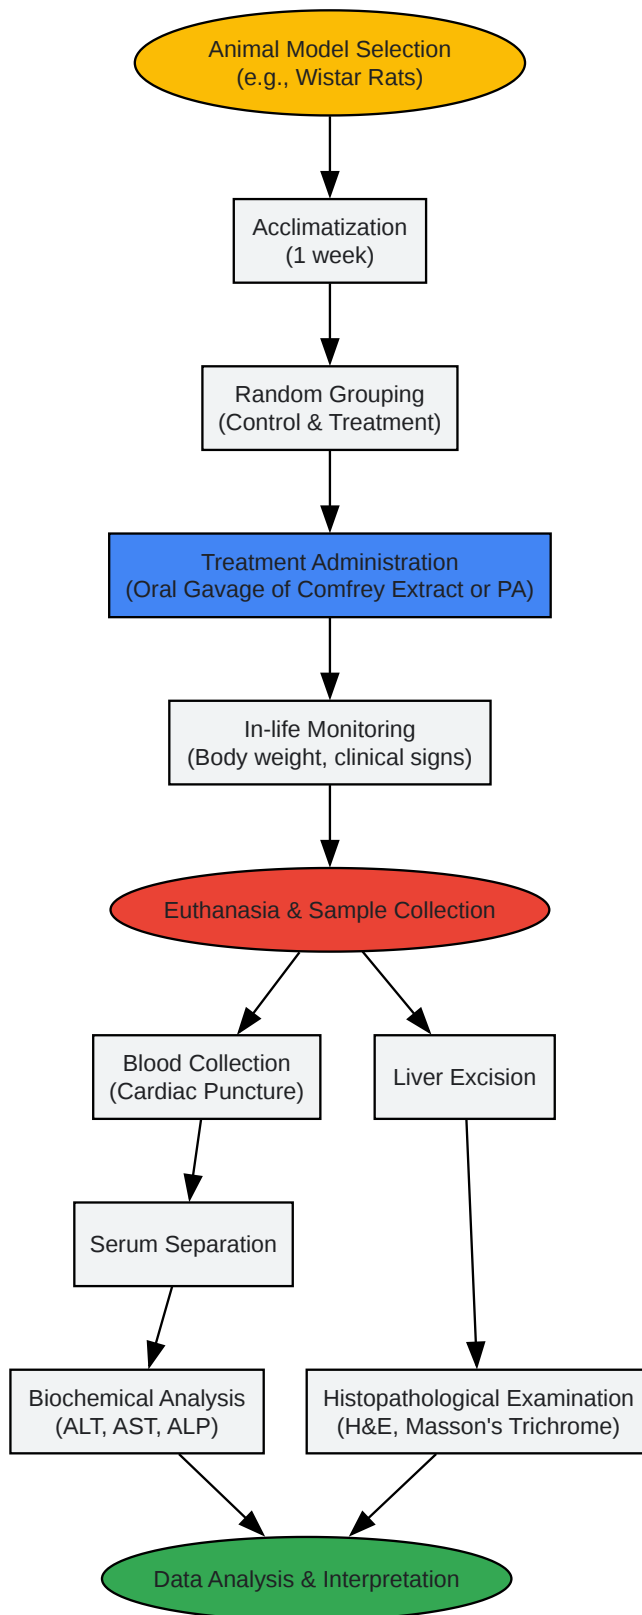 Animal Model Selection
(e.g., Wistar Rats)
Acclimatization
(1 week)
Random Grouping
(Control & Treatment)
Treatment Administration
(Oral Gavage of Comfrey Extract or PA)
In-life Monitoring
(Body weight, clinical signs)
Euthanasia & Sample Collection
Blood Collection
(Cardiac Puncture)
Liver Excision
Serum Separation
Biochemical Analysis
(ALT, AST, ALP)
Histopathological Examination
(H&E, Masson's Trichrome)
Data Analysis & Interpretation